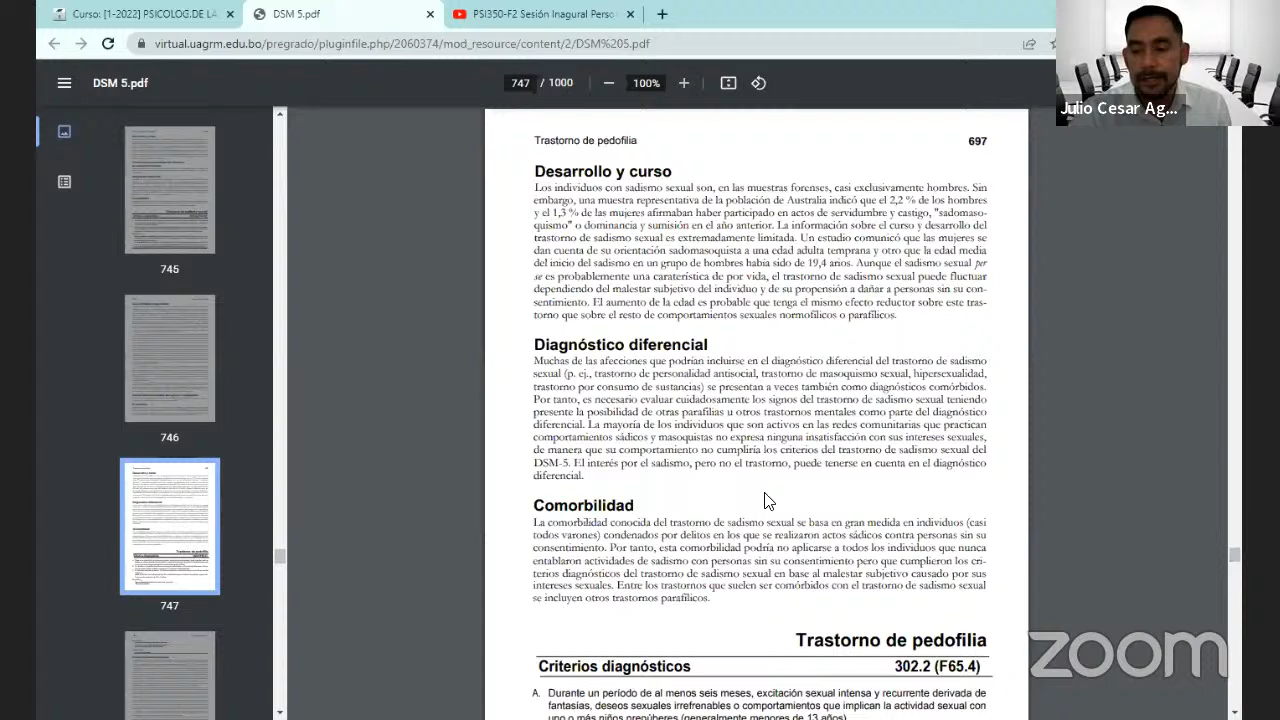 Curso: [1-2022] PSICOLOG.DE LA
DSM 5.pdf
PSI350-F2 Sesión Inagural Perso
virtual.uagrm.edu.bo/pregrado/pluginfile.php/2060374/mod_resource/content/2/DSM%205.pdf
DSM 5.pdf
747 / 1000
100%
Julio Cesar Ag...
745
746
747
Trastorno de pedofilia
697
Desarrollo y curso
Los individuos con sadismo sexual son, en las muestras forenses, casi exclusivamente hombres. Sin
embargo, una muestra representativa de la población de Australia indicó que el 2,2 % de los hombres
y el 1,3 % de las mujeres afirmaban haber participado en actos de servidumbre y castigo, "sadomaso-
quismo" o dominancia y sumisión en el año anterior. La información sobre el curso y desarrollo del
trastorno de sadismo sexual es extremadamente limitada. Un estudio comunicó que las mujeres se
dan cuenta de su orientación sadomasoquista a una edad adulta temprana y otro que la edad media
del inicio del sadismo en un grupo de hombres había sido de 19,4 años. Aunque el sadismo sexual per
se es probablemente una caraterística de por vida, el trastorno de sadismo sexual puede fluctuar
dependiendo del malestar subjetivo del individuo y de su propensión a dañar a personas sin su con-
sentimiento. El aumento de la edad es probable que tenga el mismo efecto reductor sobre este tras-
torno que sobre el resto de comportamientos sexuales normofílicos o parafílicos.
Diagnóstico diferencial
Muchas de las afecciones que podrían incluirse en el diagnóstico diferencial del trastorno de sadismo
sexual (p. ej., trastorno de personalidad antisocial, trastorno de masoquismo sexual, hipersexualidad,
trastorno por consumo de sustancias) se presentan a veces también como diagnósticos comórbidos.
Por tanto, es necesario evaluar cuidadosamente los signos del trastorno de sadismo sexual teniendo
presente la posibilidad de otras parafilias u otros trastornos mentales como parte del diagnóstico
diferencial. La mayoría de los individuos que son activos en las redes comunitarias que practican
comportamientos sádicos y masoquistas no expresa ninguna insatisfacción con sus intereses sexuales,
de manera que su comportamiento no cumpliría los criterios del trastorno de sadismo sexual del
DSM-5. El interés por el sadismo, pero no el trastorno, puede tenerse en cuenta en el diagnóstico
diferencial.
Comorbilidad
La comorbilidad conocida del trastorno de sadismo sexual se basa en gran medida en individuos (casi
todos varones) condenados por delitos en los que se realizaron actos sádicos contra personas sin su
consentimiento. Por tanto, esta comorbilidad podría no aplicarse a todos los individuos que nunca
entablaron actividades de sadismo con personas sin su consentimiento pero que cumplieron los cri-
terios diagnósticos del trastorno de sadismo sexual en base al malestar subjetivo causado por sus
intereses sexuales. Entre los trastornos que suelen ser comórbidos con el trastorno de sadismo sexual
se incluyen otros trastornos parafílicos.
Trastorno de pedofilia
Criterios diagnósticos 302.2 (F65.4)
A. Durante un período de al menos seis meses, excitación sexual intensa y recurrente derivada de
fantasías, deseos sexuales irrefrenables o comportamientos que implican la actividad sexual con
uno o más niños prepúberes (generalmente menores de 13 años).
zoom